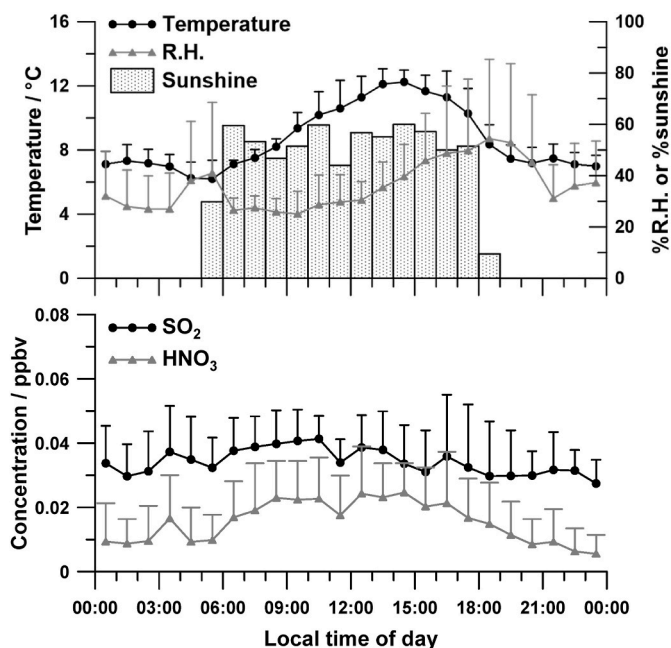 Temperature
R.H.
Sunshine
Temperature / °C
16
12
8
4
0
%R.H. or %sunshine
100
80
60
40
20
0
SO2
HNO3
Concentration / ppbv
0.08
0.06
0.04
0.02
0
00:00 03:00 06:00 09:00 12:00 15:00 18:00 21:00 00:00
Local time of day